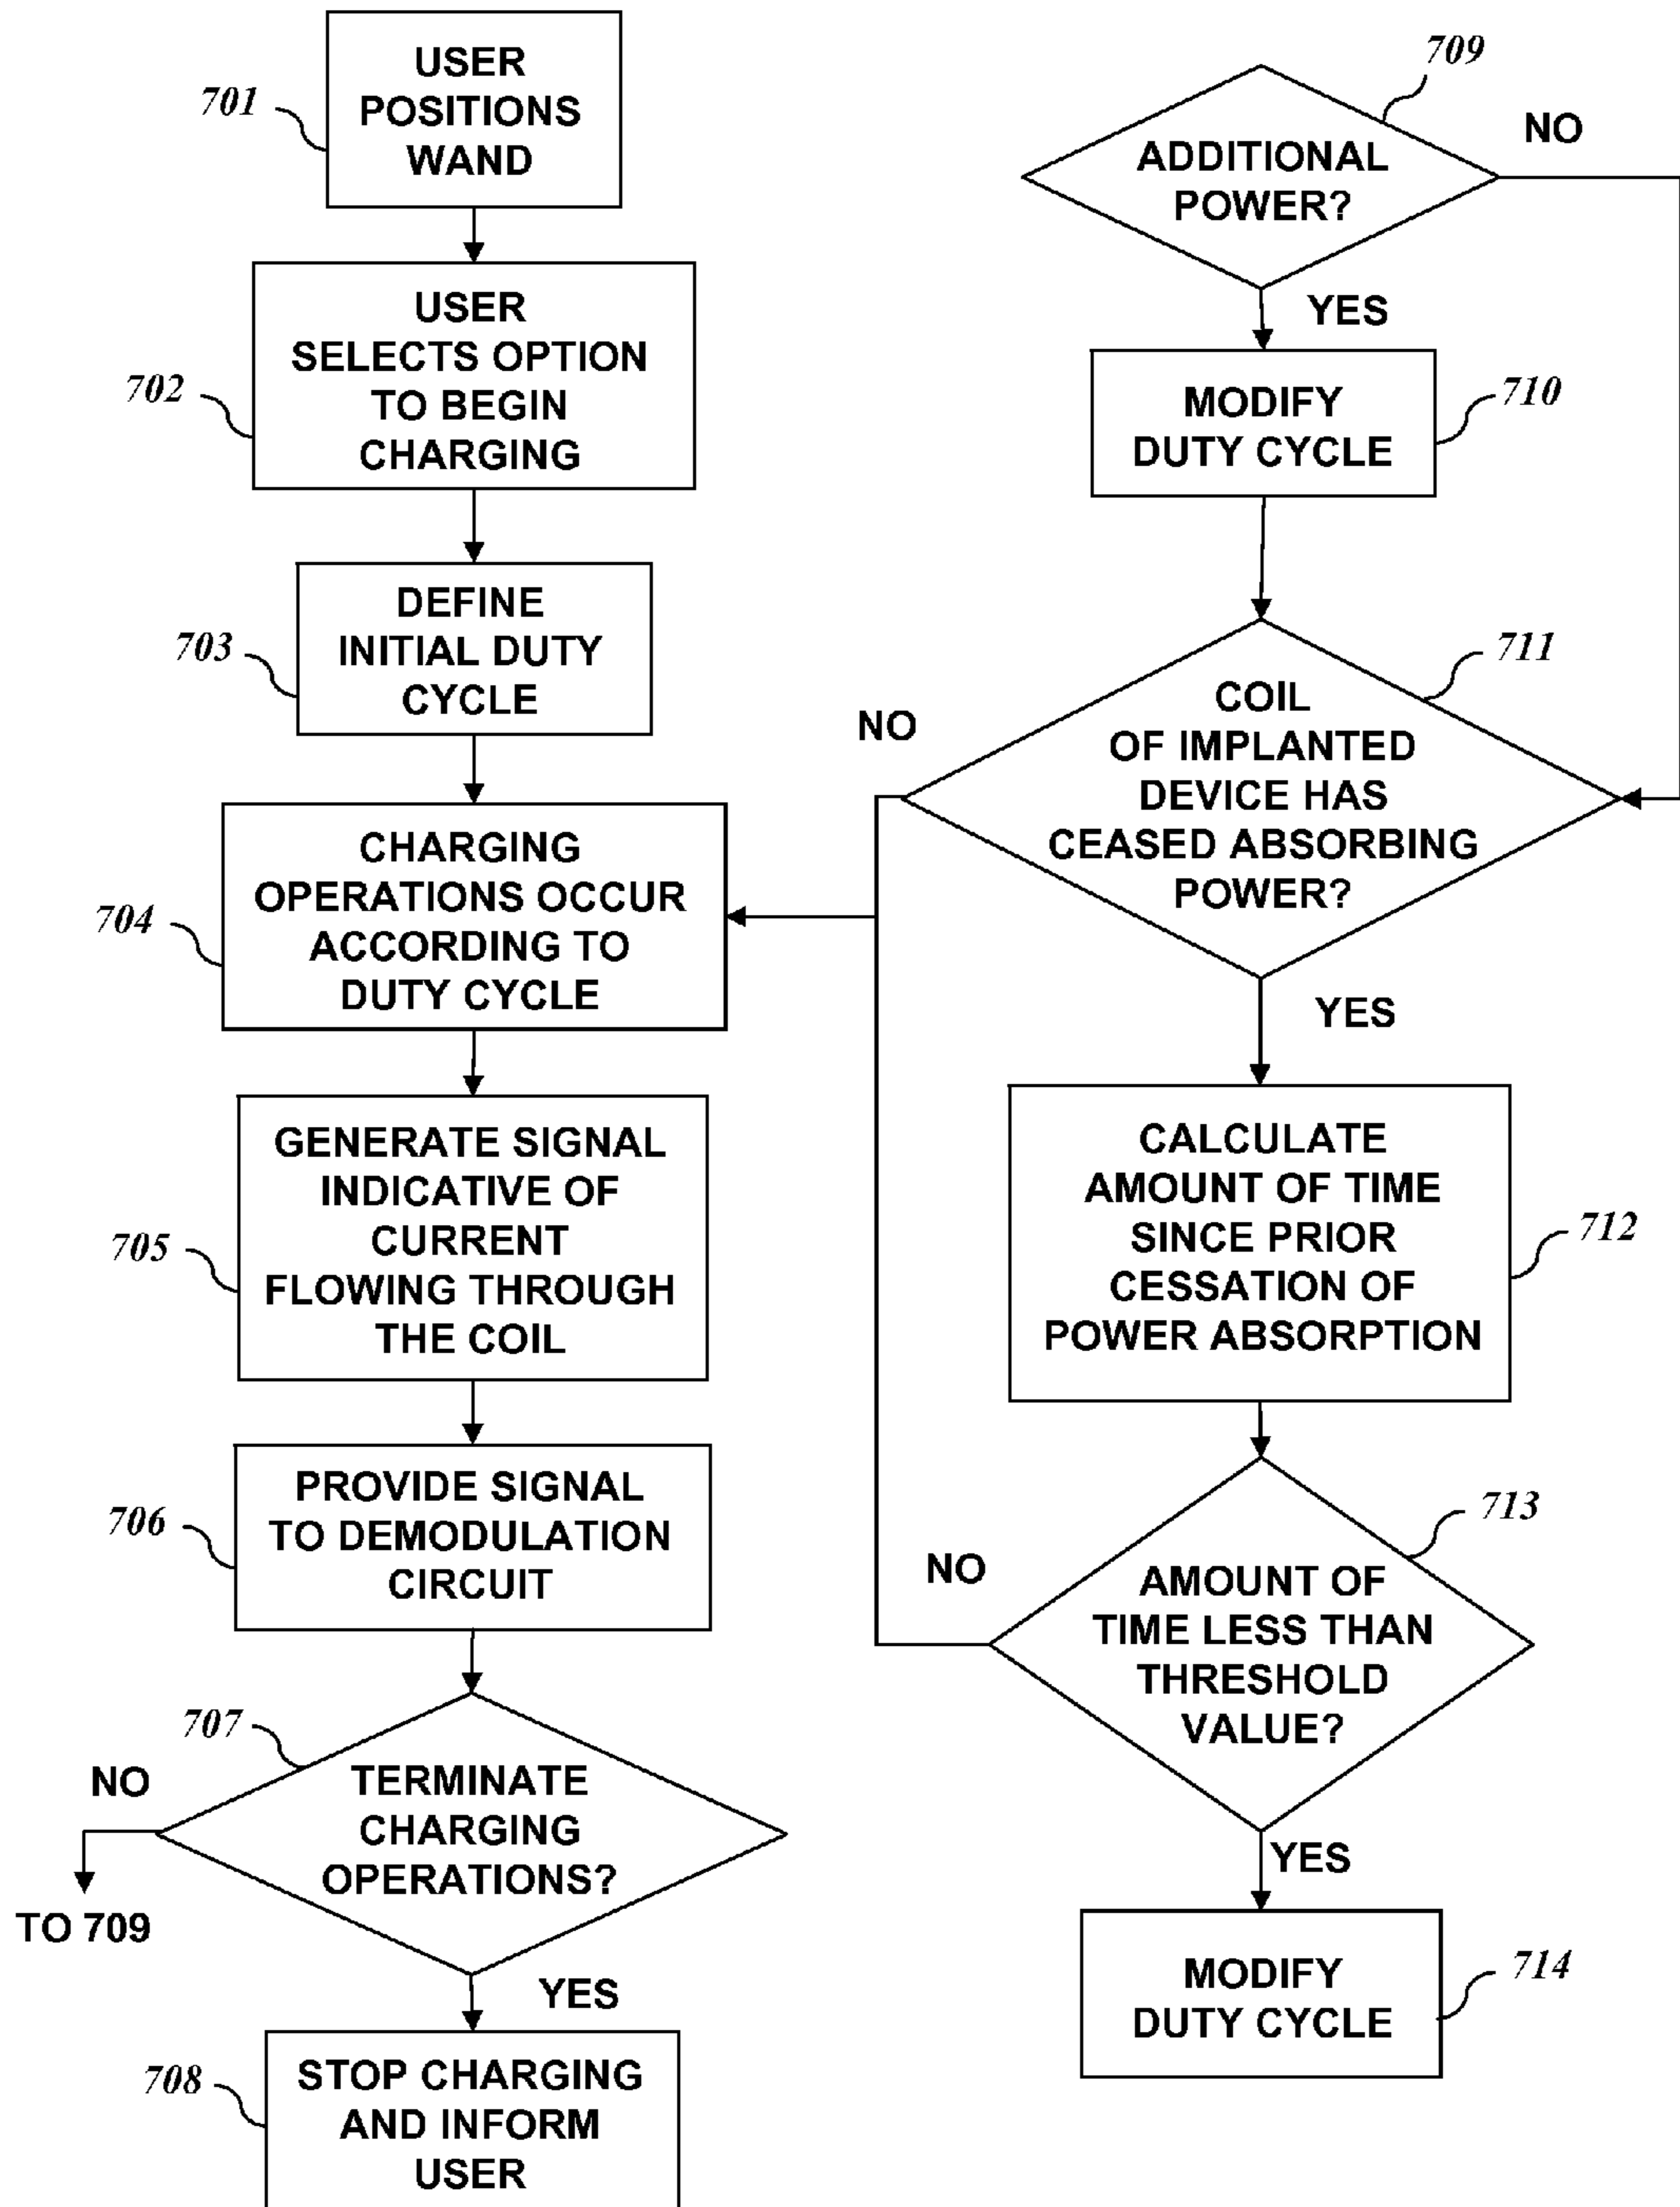 701
USER
POSITIONS
WAND
702
USER
SELECTS OPTION
TO BEGIN
CHARGING
703
DEFINE
INITIAL DUTY
CYCLE
704
CHARGING
OPERATIONS OCCUR
ACCORDING TO
DUTY CYCLE
705
GENERATE SIGNAL
INDICATIVE OF
CURRENT
FLOWING THROUGH
THE COIL
706
PROVIDE SIGNAL
TO DEMODULATION
CIRCUIT
707
TERMINATE
CHARGING
OPERATIONS?
NO
TO 709
YES
708
STOP CHARGING
AND INFORM
USER
709
ADDITIONAL
POWER?
NO
YES
710
MODIFY
DUTY CYCLE
711
COIL
OF IMPLANTED
DEVICE HAS
CEASED ABSORBING
POWER?
NO
YES
712
CALCULATE
AMOUNT OF TIME
SINCE PRIOR
CESSATION OF
POWER ABSORPTION
713
AMOUNT OF
TIME LESS THAN
THRESHOLD
VALUE?
NO
YES
714
MODIFY
DUTY CYCLE